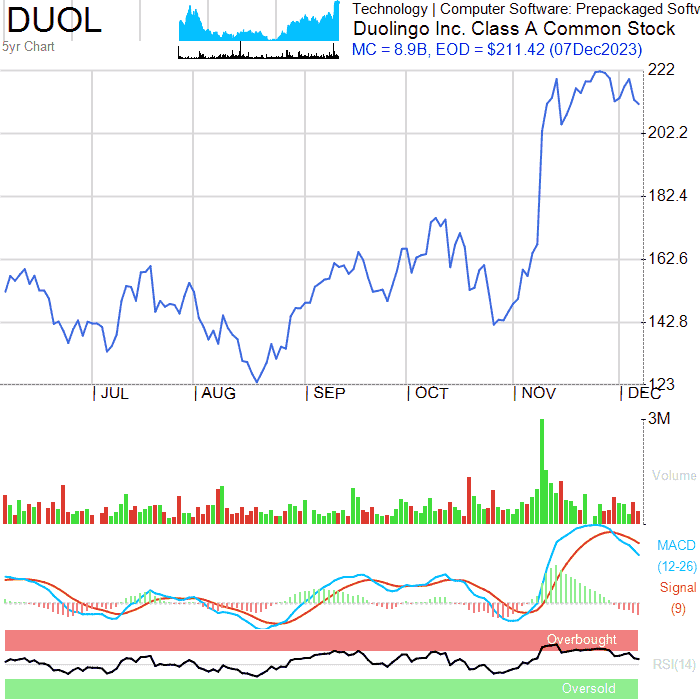 DUOL
5yr Chart
Technology | Computer Software: Prepackaged Softw
Duolingo Inc. Class A Common Stock
MC = 8.9B, EOD = $211.42 (07Dec2023)
222
202.2
182.4
162.6
142.8
123
JUL
AUG
SEP
OCT
NOV
DEC
3M
Volume
MACD
(12-26)
Signal
(9)
Overbought
RSI(14)
Oversold